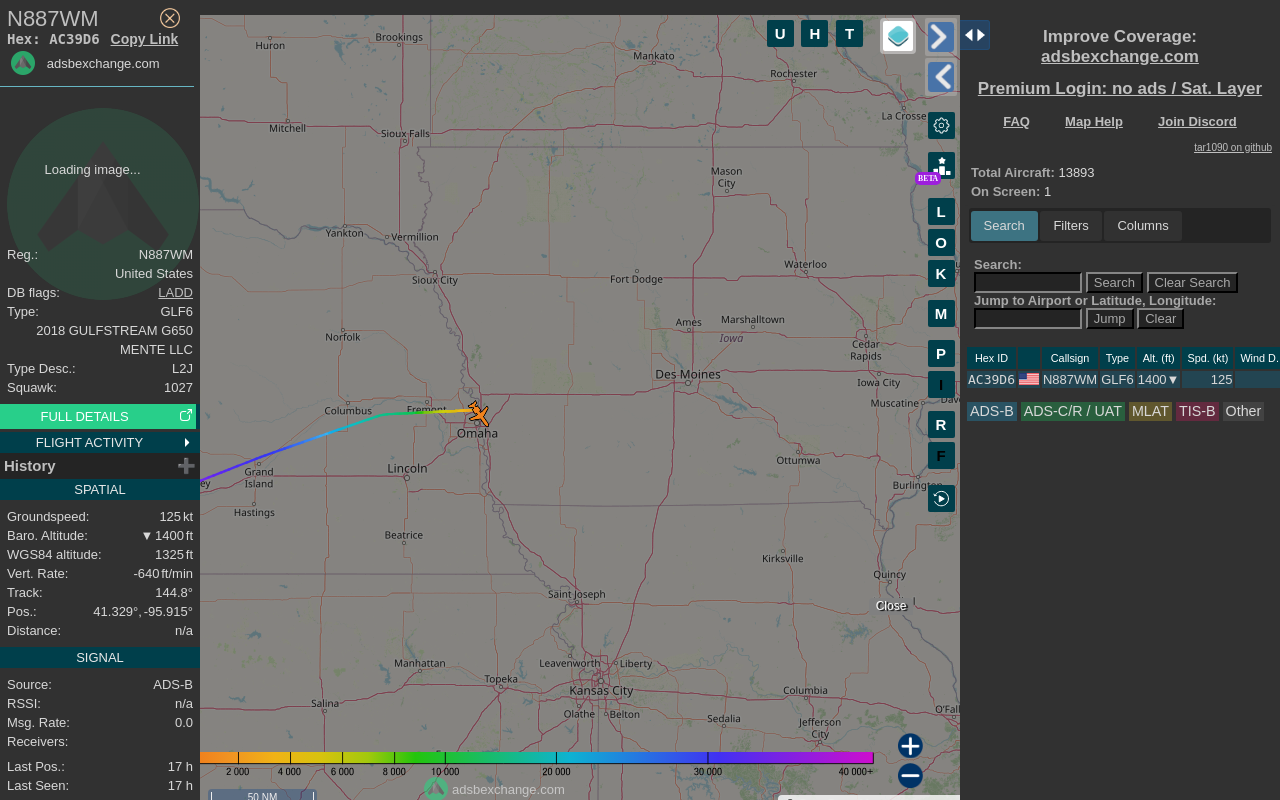 N887WM
Hex: AC39D6 Copy Link
adsbexchange.com
Loading image...
Reg.: N887WM
United States
DB flags: LADD
Type: GLF6
2018 GULFSTREAM G650
MENTE LLC
Type Desc.: L2J
Squawk: 1027
FULL DETAILS
FLIGHT ACTIVITY
History
SPATIAL
Groundspeed: 125 kt
Baro. Altitude: ▼ 1400 ft
WGS84 altitude: 1325 ft
Vert. Rate: -640 ft/min
Track: 144.8°
Pos.: 41.329°, -95.915°
Distance: n/a
SIGNAL
Source: ADS-B
RSSI: n/a
Msg. Rate: 0.0
Receivers:
Last Pos.: 17 h
Last Seen: 17 h
U H T
Huron
Brookings
Mankato
Rochester
La Crosse
Mitchell
Sioux Falls
Mason
City
BETA
Yankton
Vermillion
Sioux City
Fort Dodge
Waterloo
L
O
K
M
P
I
R
F
Norfolk
Ames
Marshalltown
Iowa
Cedar
Rapids
Des Moines
Iowa City
Muscatine
Dave
Columbus
Fremont
Omaha
Lincoln
Grand
Island
ey
Hastings
Ottumwa
Burlington
Beatrice
Kirksville
Quincy
Saint Joseph
Close
Manhattan
Leavenworth
Liberty
Topeka
Kansas City
Columbia
Salina
Olathe
Belton
Sedalia
Jefferson
City
O'Fall
2 000 4 000 6 000 8 000 10 000 20 000 30 000 40 000+
adsbexchange.com
50 NM
Improve Coverage:
adsbexchange.com
Premium Login: no ads / Sat. Layer
FAQ Map Help Join Discord
tar1090 on github
Total Aircraft: 13893
On Screen: 1
Search Filters Columns
Search:
Search Clear Search
Jump to Airport or Latitude, Longitude:
Jump Clear
Hex ID Callsign Type Alt. (ft) Spd. (kt) Wind D.
AC39D6 N887WM GLF6 1400▼ 125
ADS-B ADS-C/R / UAT MLAT TIS-B Other